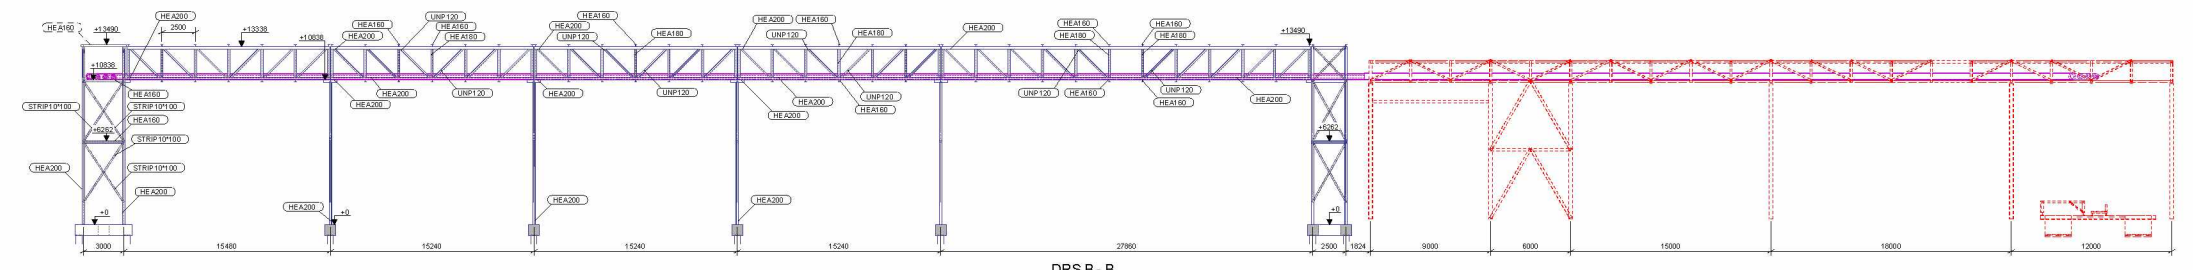 HEA160
+13490
HEA200
2500
+13338
+10838
HEA160
HEA200
UNP120
HEA160
HEA180
HEA160
HEA200
UNP120
HEA180
HEA200
HEA160
UNP120
HEA180
HEA200
HEA160
HEA180
HEA160
HEA180
+13490
+10838
HEA160
STRIP10*100
STRIP10*100
HEA160
+6262
STRIP10*100
HEA200
STRIP10*100
HEA200
HEA200
HEA200
UNP120
HEA200
UNP120
HEA200
HEA200
UNP120
HEA160
UNP120
HEA160
UNP120
HEA160
HEA200
+6262
HEA200
HEA200
HEA200
+0
+0
+0
3000
15480
15240
15240
15240
27860
2500
1824
9000
6000
15000
18000
12000
DRS B - B